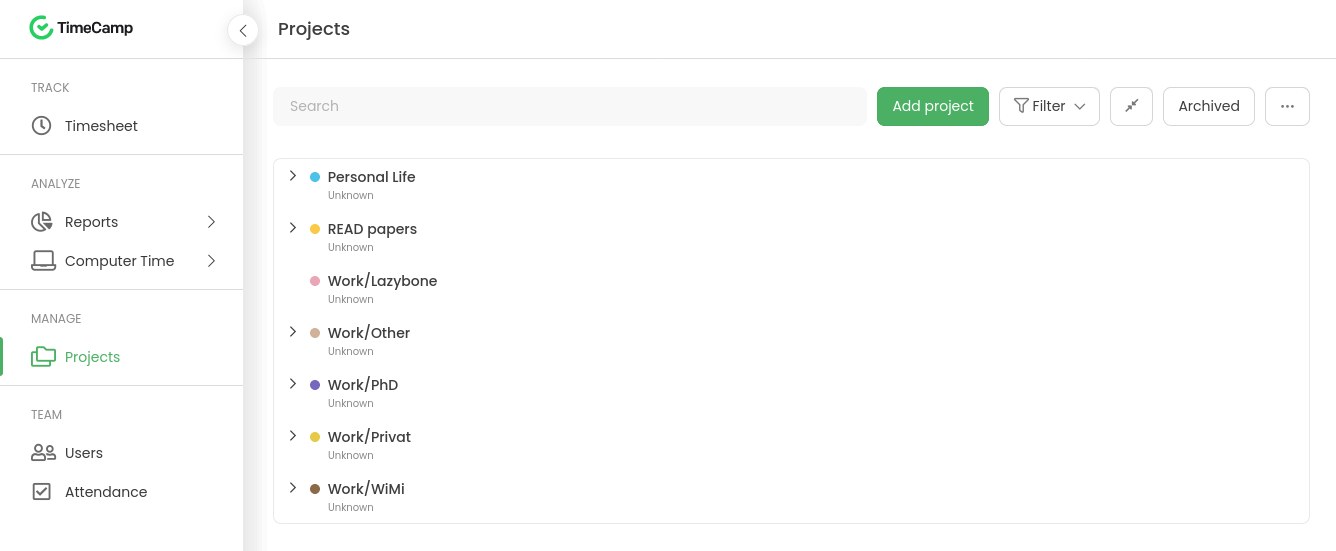 TimeCamp
Projects
TRACK
Timesheet
ANALYZE
Reports
Computer Time
MANAGE
Projects
TEAM
Users
Attendance
Search
Add project
Filter
Archived
Personal Life
Unknown
READ papers
Unknown
Work/Lazybone
Unknown
Work/Other
Unknown
Work/PhD
Unknown
Work/Privat
Unknown
Work/WiMi
Unknown